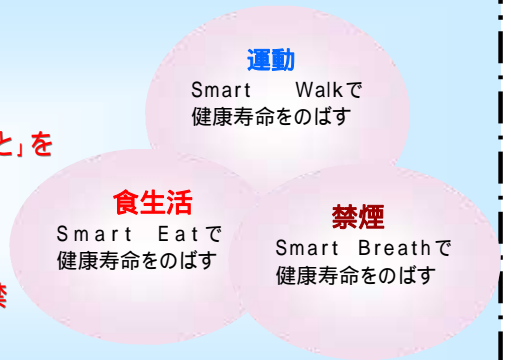 運動
Smart Walkで
健康寿命をのばす
と」を
食生活
Smart Eatで
健康寿命をのばす
禁煙
Smart Breathで
健康寿命をのばす
禁